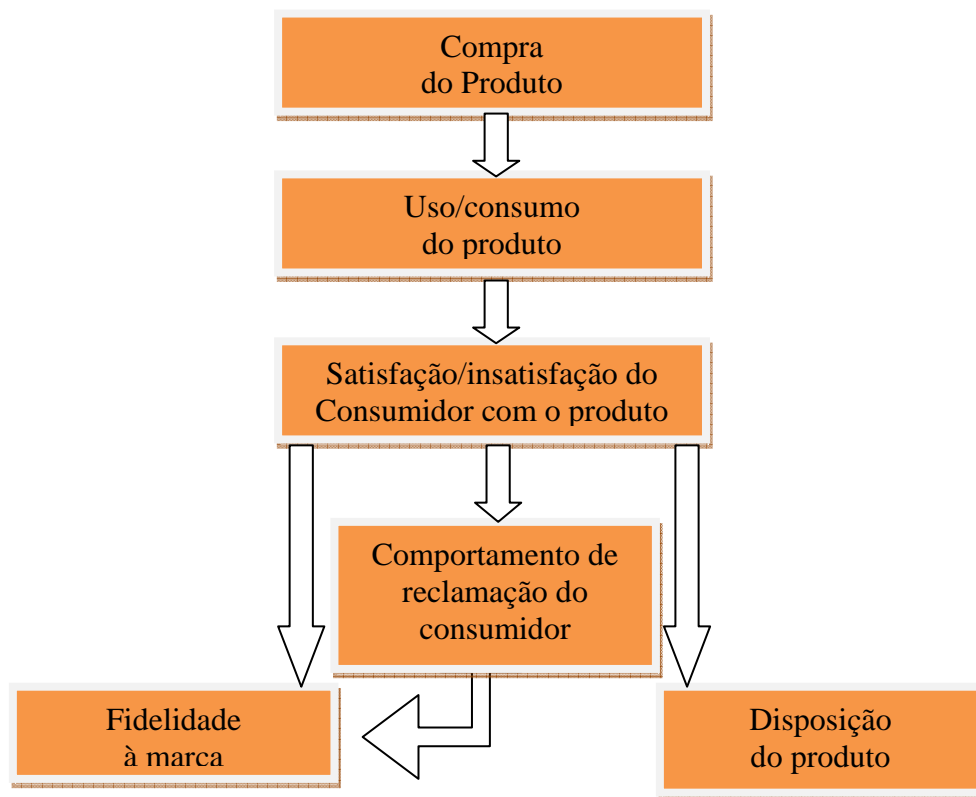 Compra
do Produto
Uso/consumo
do produto
Satisfação/insatisfação do
Consumidor com o produto
Comportamento de
reclamação do
consumidor
Fidelidade
à marca
Disposição
do produto